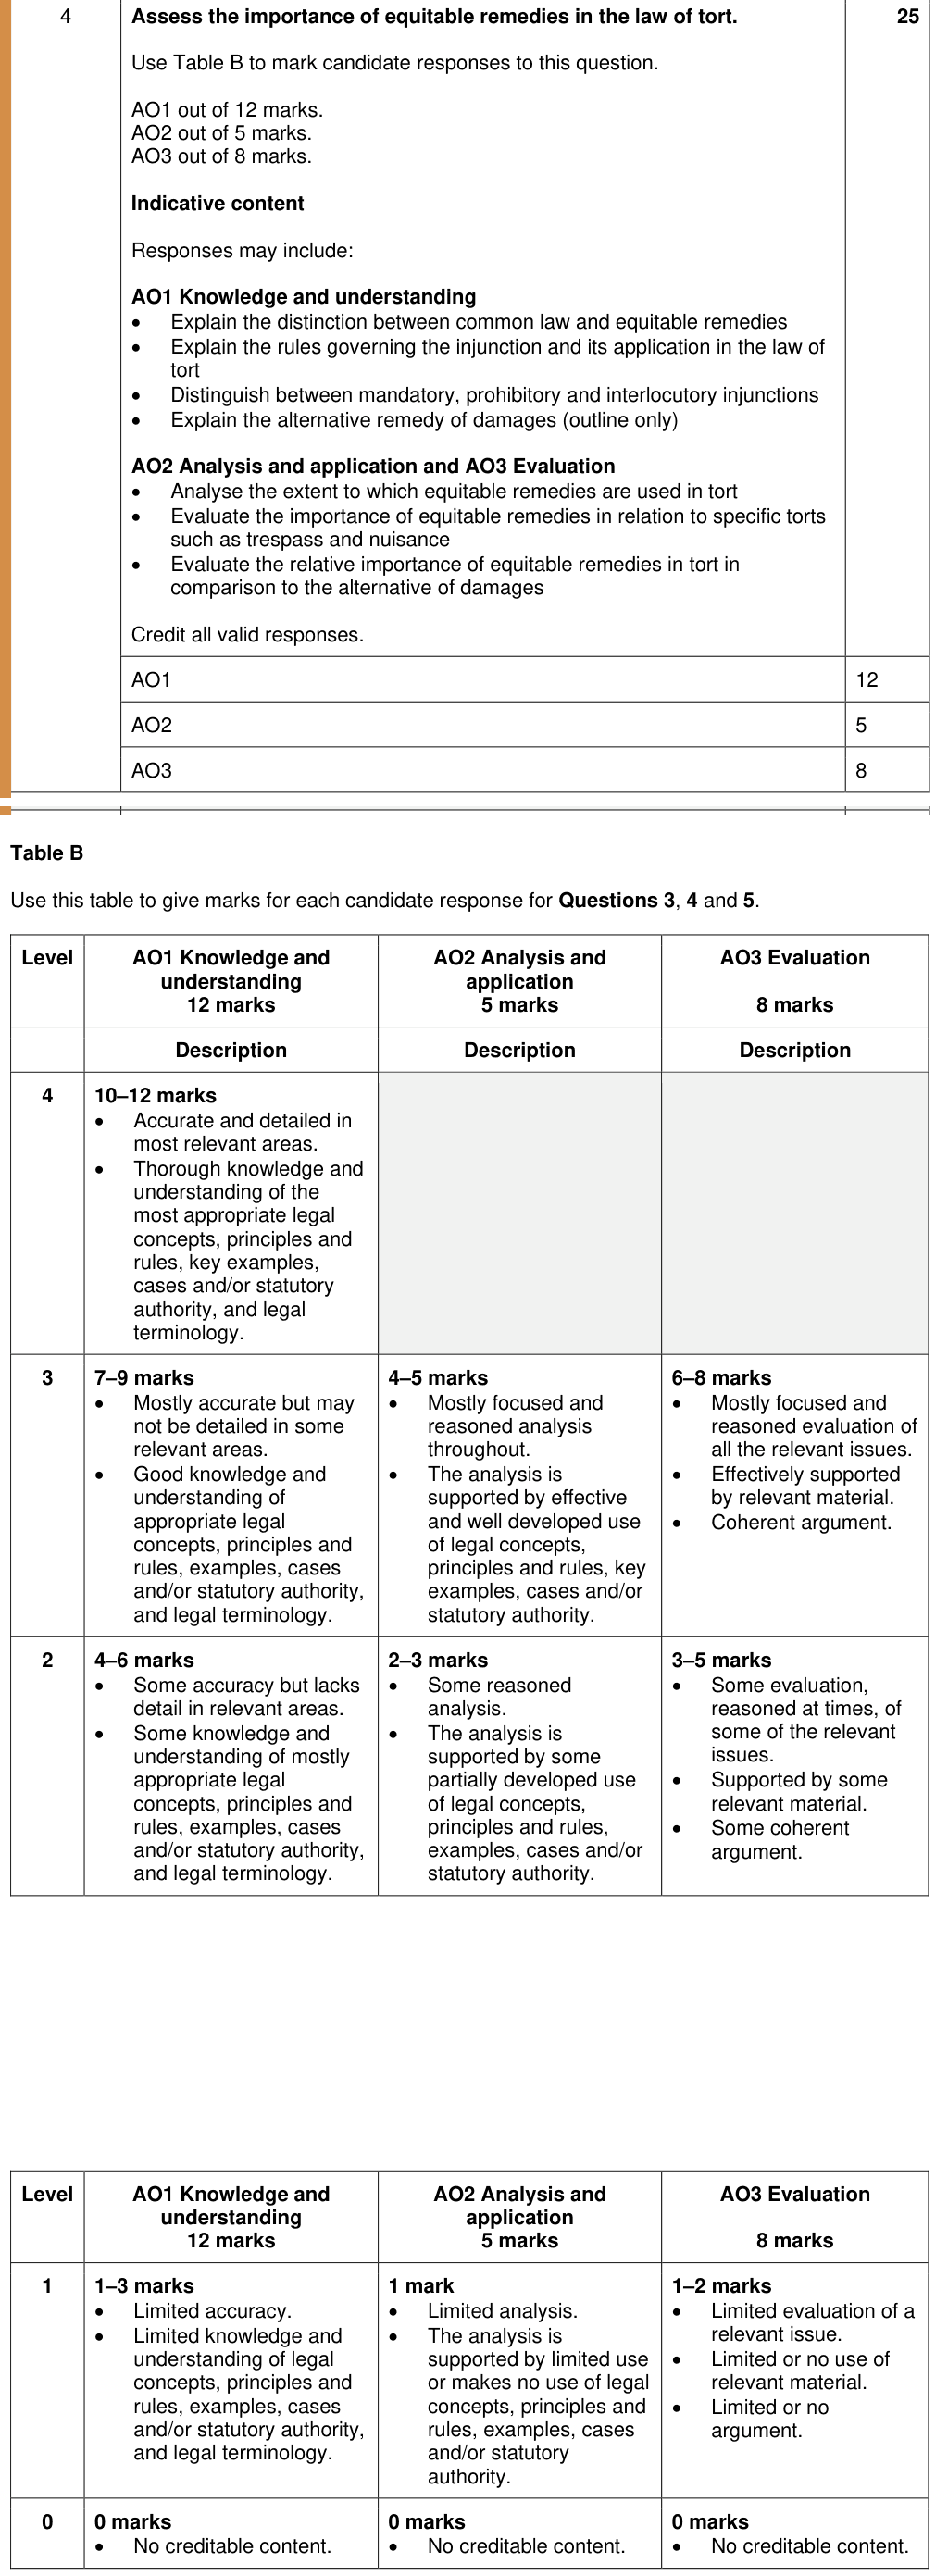 4
Assess the importance of equitable remedies in the law of tort.
25
Use Table B to mark candidate responses to this question.
AO1 out of 12 marks.
AO2 out of 5 marks.
AO3 out of 8 marks.
Indicative content
Responses may include:
AO1 Knowledge and understanding
• Explain the distinction between common law and equitable remedies
• Explain the rules governing the injunction and its application in the law of
tort
• Distinguish between mandatory, prohibitory and interlocutory injunctions
• Explain the alternative remedy of damages (outline only)
AO2 Analysis and application and AO3 Evaluation
• Analyse the extent to which equitable remedies are used in tort
• Evaluate the importance of equitable remedies in relation to specific torts
such as trespass and nuisance
• Evaluate the relative importance of equitable remedies in tort in
comparison to the alternative of damages
Credit all valid responses.
AO1
12
AO2
5
AO3
8
Table B
Use this table to give marks for each candidate response for Questions 3, 4 and 5.
Level
AO1 Knowledge and
understanding
12 marks
AO2 Analysis and
application
5 marks
AO3 Evaluation
8 marks
Description
Description
Description
4
10–12 marks
• Accurate and detailed in
most relevant areas.
• Thorough knowledge and
understanding of the
most appropriate legal
concepts, principles and
rules, key examples,
cases and/or statutory
authority, and legal
terminology.
3
7–9 marks
• Mostly accurate but may
not be detailed in some
relevant areas.
• Good knowledge and
understanding of
appropriate legal
concepts, principles and
rules, examples, cases
and/or statutory authority,
and legal terminology.
4–5 marks
• Mostly focused and
reasoned analysis
throughout.
• The analysis is
supported by effective
and well developed use
of legal concepts,
principles and rules, key
examples, cases and/or
statutory authority.
6–8 marks
• Mostly focused and
reasoned evaluation of
all the relevant issues.
• Effectively supported
by relevant material.
• Coherent argument.
2
4–6 marks
• Some accuracy but lacks
detail in relevant areas.
• Some knowledge and
understanding of mostly
appropriate legal
concepts, principles and
rules, examples, cases
and/or statutory authority,
and legal terminology.
2–3 marks
• Some reasoned
analysis.
• The analysis is
supported by some
partially developed use
of legal concepts,
principles and rules,
examples, cases and/or
statutory authority.
3–5 marks
• Some evaluation,
reasoned at times, of
some of the relevant
issues.
• Supported by some
relevant material.
• Some coherent
argument.
Level
AO1 Knowledge and
understanding
12 marks
AO2 Analysis and
application
5 marks
AO3 Evaluation
8 marks
1
1–3 marks
• Limited accuracy.
• Limited knowledge and
understanding of legal
concepts, principles and
rules, examples, cases
and/or statutory authority,
and legal terminology.
1 mark
• Limited analysis.
• The analysis is
supported by limited use
or makes no use of legal
concepts, principles and
rules, examples, cases
and/or statutory
authority.
1–2 marks
• Limited evaluation of a
relevant issue.
• Limited or no use of
relevant material.
• Limited or no
argument.
0
0 marks
• No creditable content.
0 marks
• No creditable content.
0 marks
• No creditable content.